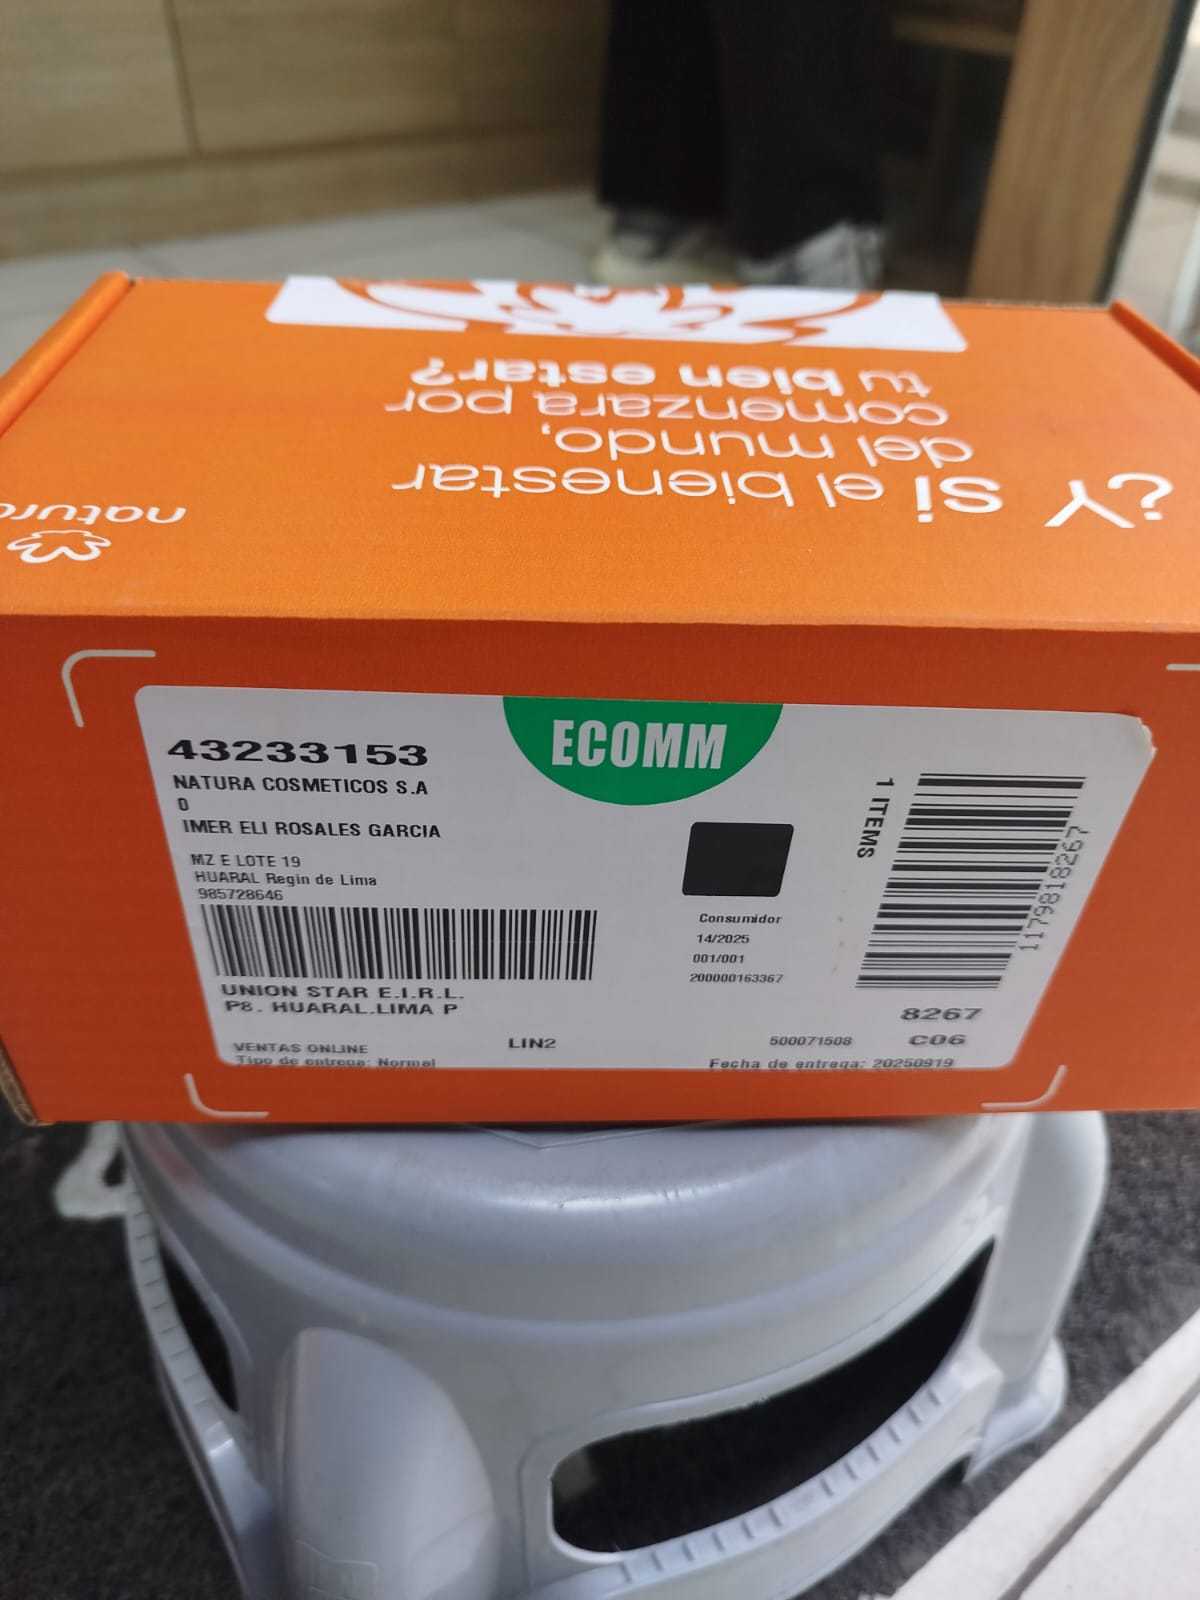 ¿Y si el bienestar
del mundo,
comenzara por
tu bien estar?
natura
ECOMM
43233153
NATURA COSMETICOS S.A
0
IMER ELI ROSALES GARCIA
MZ E LOTE 19
HUARAL Regin de Lima
985728646
UNION STAR E.I.R.L.
P8. HUARAL.LIMA P
VENTAS ONLINE
Tipo de entrega: Normal
LIN2
Consumidor
14/2025
001/001
200000163367
1 ITEMS
1179818267
8267
500071508
C06
Fecha de entrega: 20250919